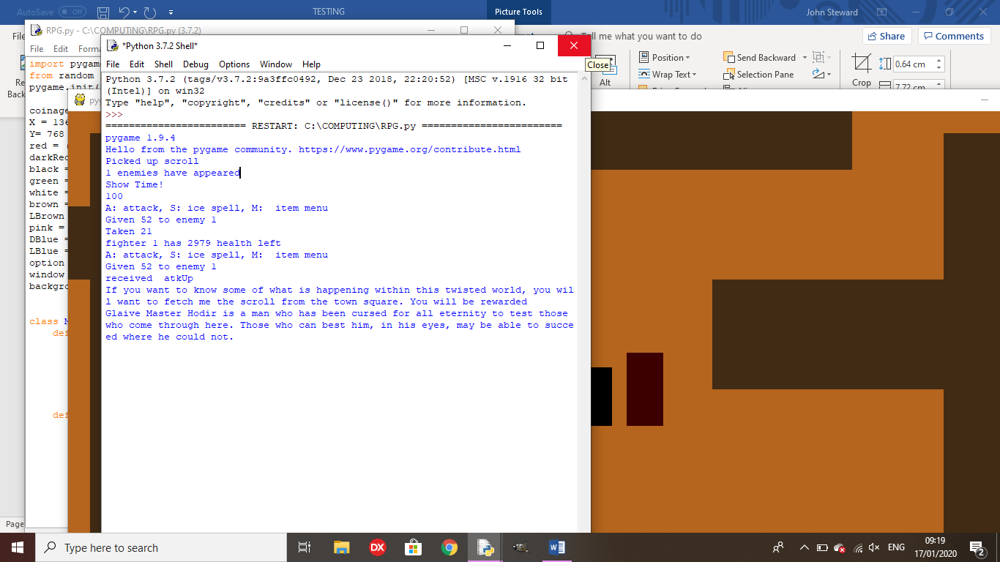 AutoSave Off
TESTING
Picture Tools
John Steward
RPG.py - C:\COMPUTING\RPG.py (3.7.2)
Tell me what you want to do
Share
Comments
File Edit
*Python 3.7.2 Shell*
Close
File Edit Shell Debug Options Window Help
Position
Send Backward
Wrap Text
Selection Pane
Alt
Crop
0.64 cm
7.72 cm
import pygame
from random
pygame.init(
coinage
X = 136
Y= 768
red = (
darkRed
black =
green =
white =
brown =
LBrown
pink =
DBlue =
LBlue =
option
window
backgro
class M
def
def
Python 3.7.2 (tags/v3.7.2:9a3ffc0492, Dec 23 2018, 22:20:52) [MSC v.1916 32 bit
(Intel)] on win32
Type "help", "copyright", "credits" or "license()" for more information.
>>>
======================== RESTART: C:\COMPUTING\RPG.py ========================
pygame 1.9.4
Hello from the pygame community. https://www.pygame.org/contribute.html
Picked up scroll
1 enemies have appeared
Show Time!
100
A: attack, S: ice spell, M:  item menu
Given 52 to enemy 1
Taken 21
fighter 1 has 2979 health left
A: attack, S: ice spell, M:  item menu
Given 52 to enemy 1
received  atkUp
If you want to know some of what is happening within this twisted world, you wil
l want to fetch me the scroll from the town square. You will be rewarded
Glaive Master Hodir is a man who has been cursed for all eternity to test those
who come through here. Those who can best him, in his eyes, may be able to succe
ed where he could not.
Page
Type here to search
DX
ENG
09:19
17/01/2020
2